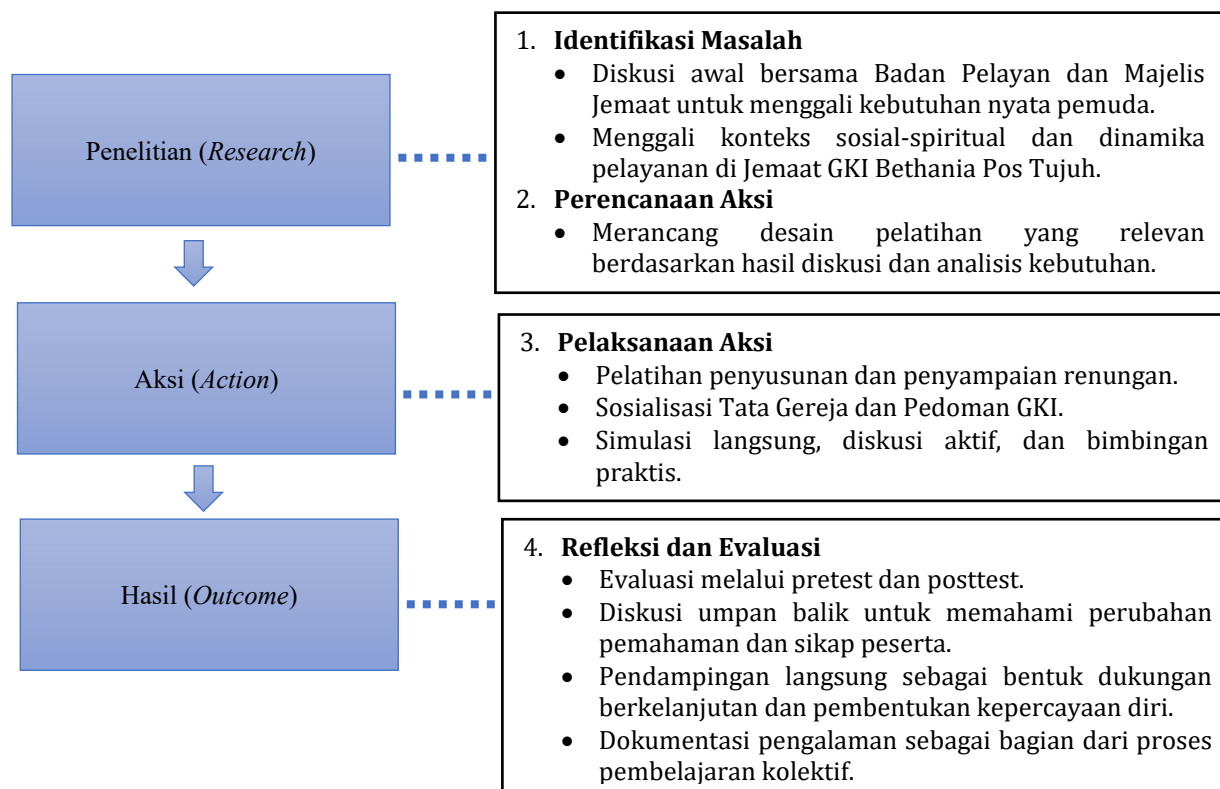 Penelitian (Research)
1. Identifikasi Masalah
• Diskusi awal bersama Badan Pelayan dan Majelis
Jemaat untuk menggali kebutuhan nyata pemuda.
• Menggali konteks sosial-spiritual dan dinamika
pelayanan di Jemaat GKI Bethania Pos Tujuh.
2. Perencanaan Aksi
• Merancang desain pelatihan yang relevan
berdasarkan hasil diskusi dan analisis kebutuhan.
Aksi (Action)
3. Pelaksanaan Aksi
• Pelatihan penyusunan dan penyampaian renungan.
• Sosialisasi Tata Gereja dan Pedoman GKI.
• Simulasi langsung, diskusi aktif, dan bimbingan
praktis.
Hasil (Outcome)
4. Refleksi dan Evaluasi
• Evaluasi melalui pretest dan posttest.
• Diskusi umpan balik untuk memahami perubahan
pemahaman dan sikap peserta.
• Pendampingan langsung sebagai bentuk dukungan
berkelanjutan dan pembentukan kepercayaan diri.
• Dokumentasi pengalaman sebagai bagian dari proses
pembelajaran kolektif.